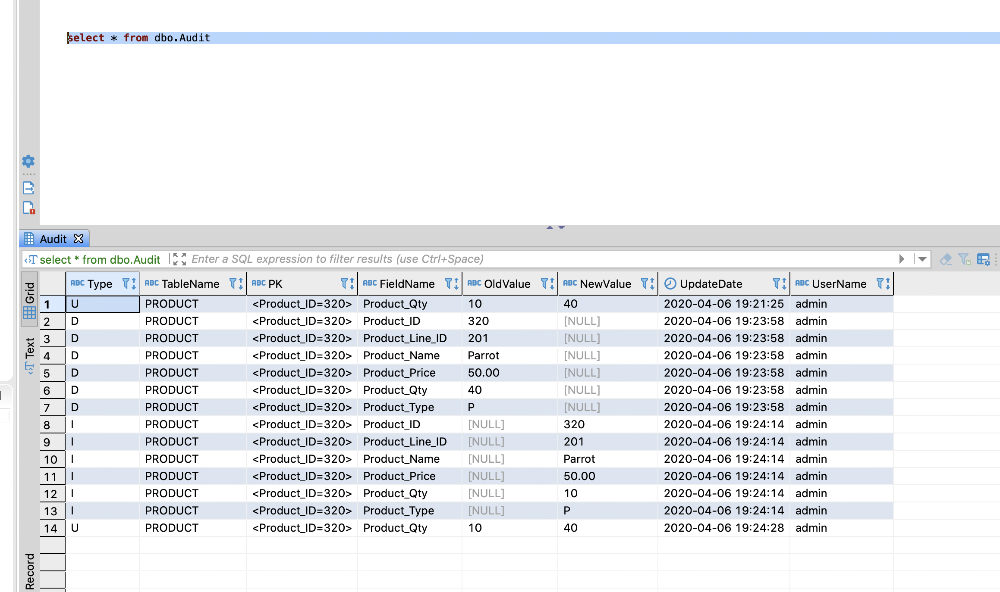 select * from dbo.Audit
Audit
select * from dbo.Audit Enter a SQL expression to filter results (use Ctrl+Space)
Grid
Text
Record
ABC Type ABC TableName ABC PK ABC FieldName ABC OldValue ABC NewValue UpdateDate ABC UserName
1 U PRODUCT <Product_ID=320> Product_Qty 10 40 2020-04-06 19:21:25 admin
2 D PRODUCT <Product_ID=320> Product_ID 320 [NULL] 2020-04-06 19:23:58 admin
3 D PRODUCT <Product_ID=320> Product_Line_ID 201 [NULL] 2020-04-06 19:23:58 admin
4 D PRODUCT <Product_ID=320> Product_Name Parrot [NULL] 2020-04-06 19:23:58 admin
5 D PRODUCT <Product_ID=320> Product_Price 50.00 [NULL] 2020-04-06 19:23:58 admin
6 D PRODUCT <Product_ID=320> Product_Qty 40 [NULL] 2020-04-06 19:23:58 admin
7 D PRODUCT <Product_ID=320> Product_Type P [NULL] 2020-04-06 19:23:58 admin
8 I PRODUCT <Product_ID=320> Product_ID [NULL] 320 2020-04-06 19:24:14 admin
9 I PRODUCT <Product_ID=320> Product_Line_ID [NULL] 201 2020-04-06 19:24:14 admin
10 I PRODUCT <Product_ID=320> Product_Name [NULL] Parrot 2020-04-06 19:24:14 admin
11 I PRODUCT <Product_ID=320> Product_Price [NULL] 50.00 2020-04-06 19:24:14 admin
12 I PRODUCT <Product_ID=320> Product_Qty [NULL] 10 2020-04-06 19:24:14 admin
13 I PRODUCT <Product_ID=320> Product_Type [NULL] P 2020-04-06 19:24:14 admin
14 U PRODUCT <Product_ID=320> Product_Qty 10 40 2020-04-06 19:24:28 admin